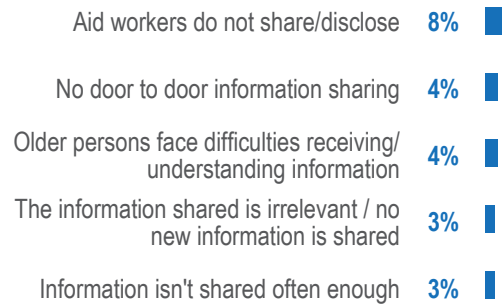 Aid workers do not share/disclose 8%
No door to door information sharing 4%
Older persons face difficulties receiving/
understanding information 4%
The information shared is irrelevant / no
new information is shared 3%
Information isn't shared often enough 3%